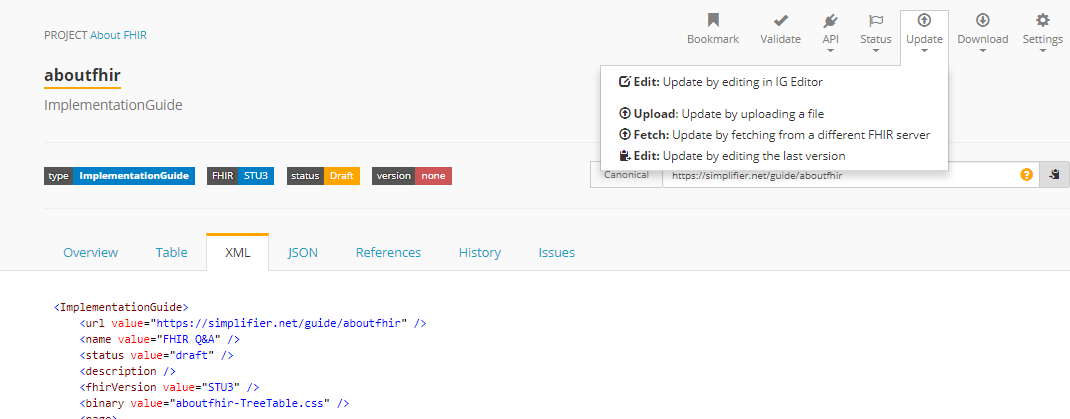 PROJECT About FHIR
Bookmark Validate API Status Update Download Settings
aboutfhir
ImplementationGuide
Edit: Update by editing in IG Editor
Upload: Update by uploading a file
Fetch: Update by fetching from a different FHIR server
Edit: Update by editing the last version
type ImplementationGuide FHIR STU3 status Draft version none
Canonical https://simplifier.net/guide/aboutfhir
Overview Table XML JSON References History Issues
<ImplementationGuide>
<url value="https://simplifier.net/guide/aboutfhir" />
<name value="FHIR Q&A" />
<status value="draft" />
<description />
<fhirVersion value="STU3" />
<binary value="aboutfhir-TreeTable.css" />
<page>